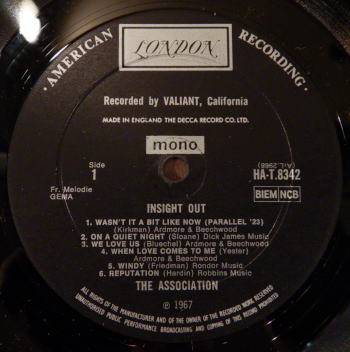 · AMERICAN RECORDING. ·
LONDON
Recorded by VALIANT, California
MADE IN ENGLAND THE DECCA RECORD CO. LTD.
mono
(ArL.2968)
Side
1
HA-T.8342
Fr. Melodie
GEMA
BIEM NCB
INSIGHT OUT
1. WASN'T IT A BIT LIKE NOW (PARALLEL '23)
(Kirkman) Ardmore & Beechwood
2. ON A QUIET NIGHT (Sloane) Dick James Music
3. WE LOVE US (Bluechel) Ardmore & Beechwood
4. WHEN LOVE COMES TO ME (Yester)
Ardmore & Beechwood
5. WINDY (Friedman) Rondor Music
6. REPUTATION (Hardin) Robbins Music
THE ASSOCIATION
℗ 1967
ALL RIGHTS OF THE MANUFACTURER AND OF THE OWNER OF THE RECORDED WORK RESERVED
UNAUTHORISED PUBLIC PERFORMANCE BROADCASTING AND COPYING OF THIS RECORD PROHIBITED